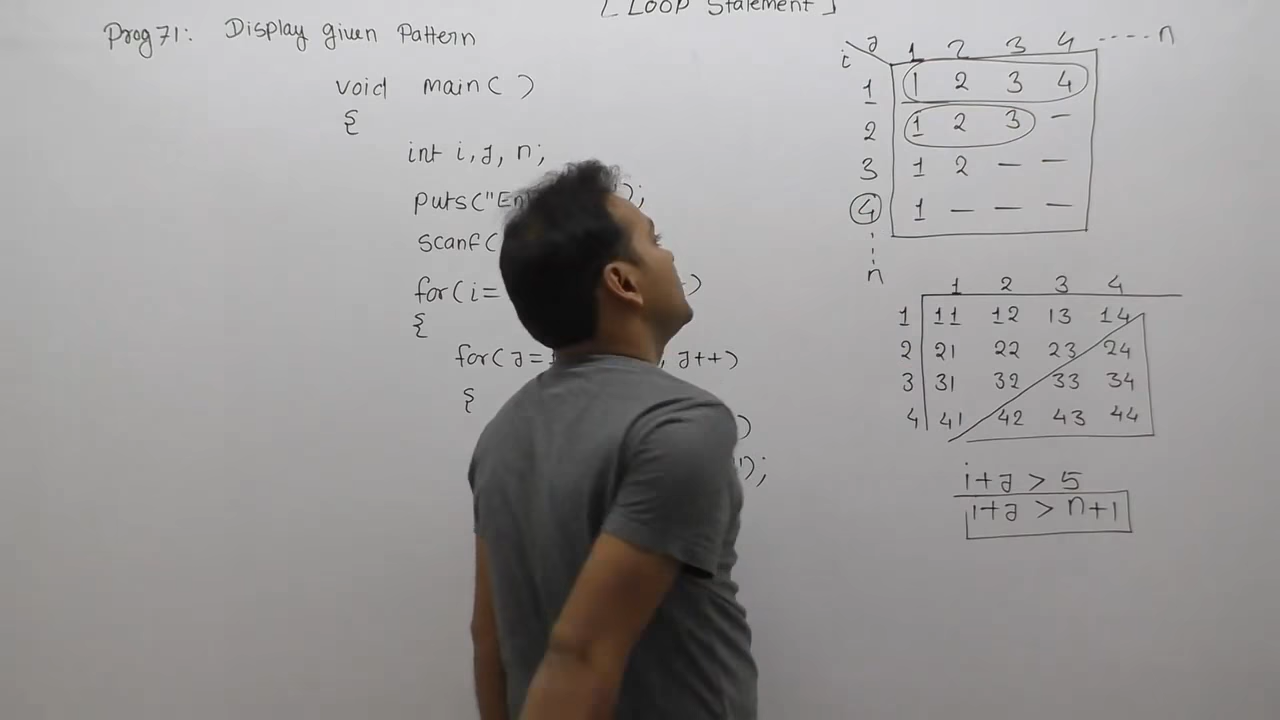 [ Loop Statement ]
Prog 71: Display given Pattern
void main( )
{
int i, j, n;
puts("En ");
scanf(
for(i= )
{
for(j= , j++)
{
)
");
i j 1 2 3 4 ---- n
1 1 2 3 4
2 1 2 3 —
3 1 2 — —
4 1 — — —
n
1 2 3 4
1 11 12 13 14
2 21 22 23 24
3 31 32 33 34
4 41 42 43 44
i+j > 5
i+j > n+1